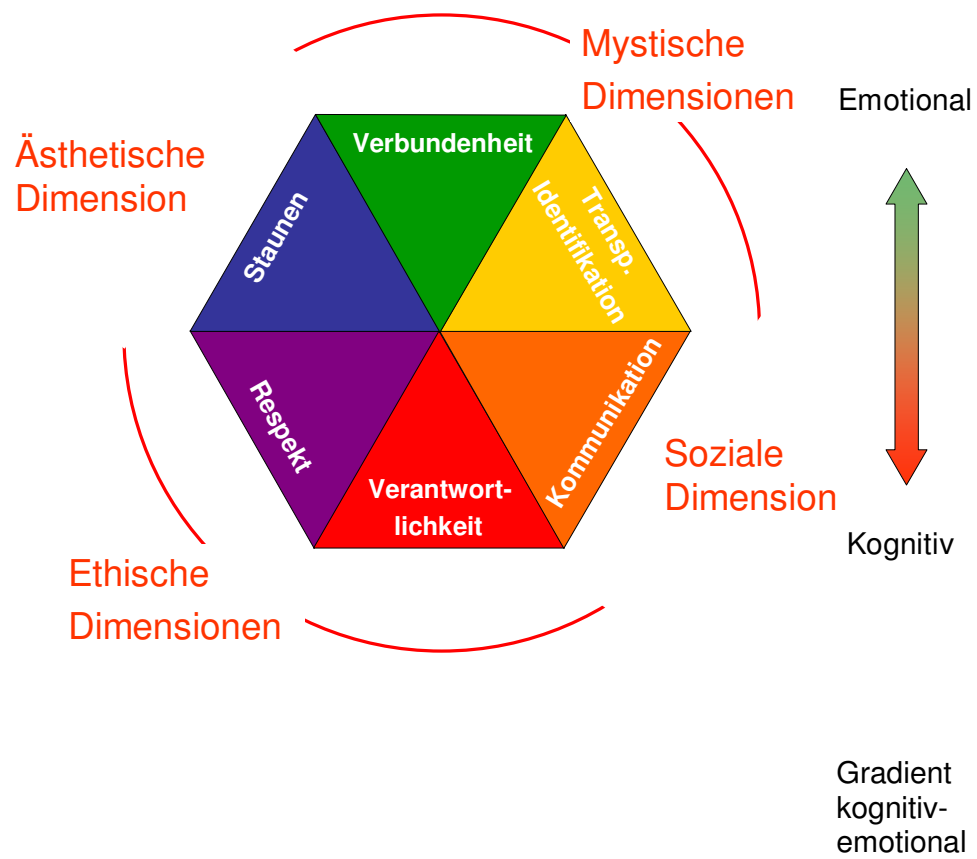 Mystische
Dimensionen
Emotional
Ästhetische
Dimension
Verbundenheit
Staunen
Transp.
Identifikation
Respekt
Verantwort-
lichkeit
Kommunikation
Soziale
Dimension
Kognitiv
Ethische
Dimensionen
Gradient
kognitiv-
emotional